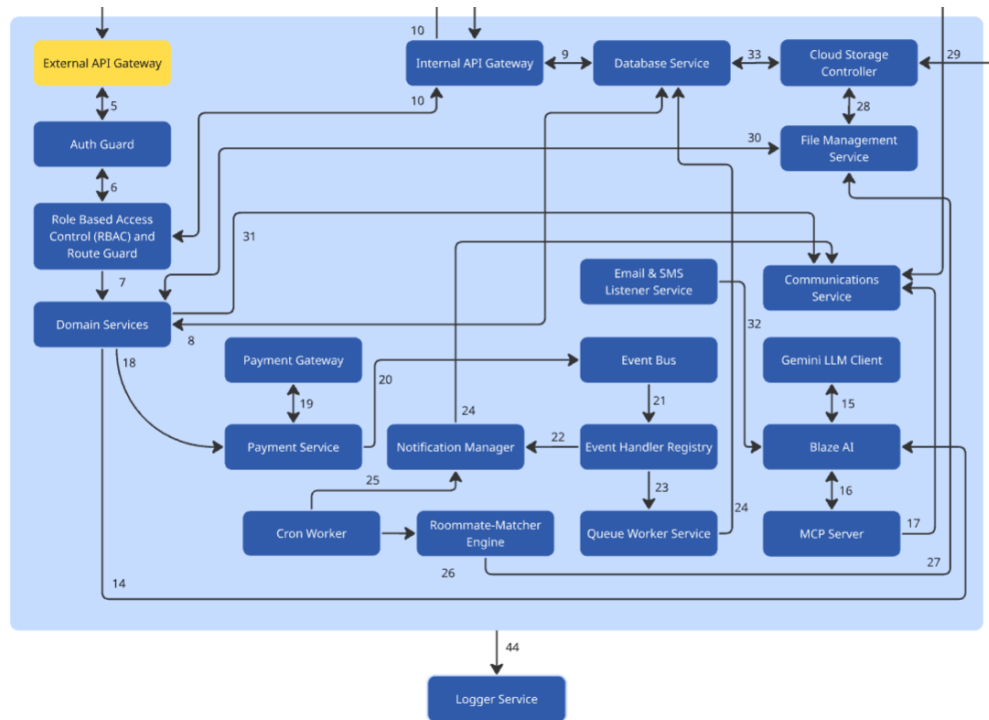 10
External API Gateway
Internal API Gateway
9
Database Service
33
Cloud Storage
Controller
29
5
10
28
Auth Guard
30
File Management
Service
6
Role Based Access
Control (RBAC) and
Route Guard
31
7
Email & SMS
Listener Service
Communications
Service
Domain Services
8
32
18
Payment Gateway
20
Event Bus
Gemini LLM Client
19
24
21
15
Payment Service
Notification Manager
22
Event Handler Registry
Blaze AI
25
23
16
24
17
Cron Worker
Roommate-Matcher
Engine
Queue Worker Service
MCP Server
26
27
14
44
Logger Service